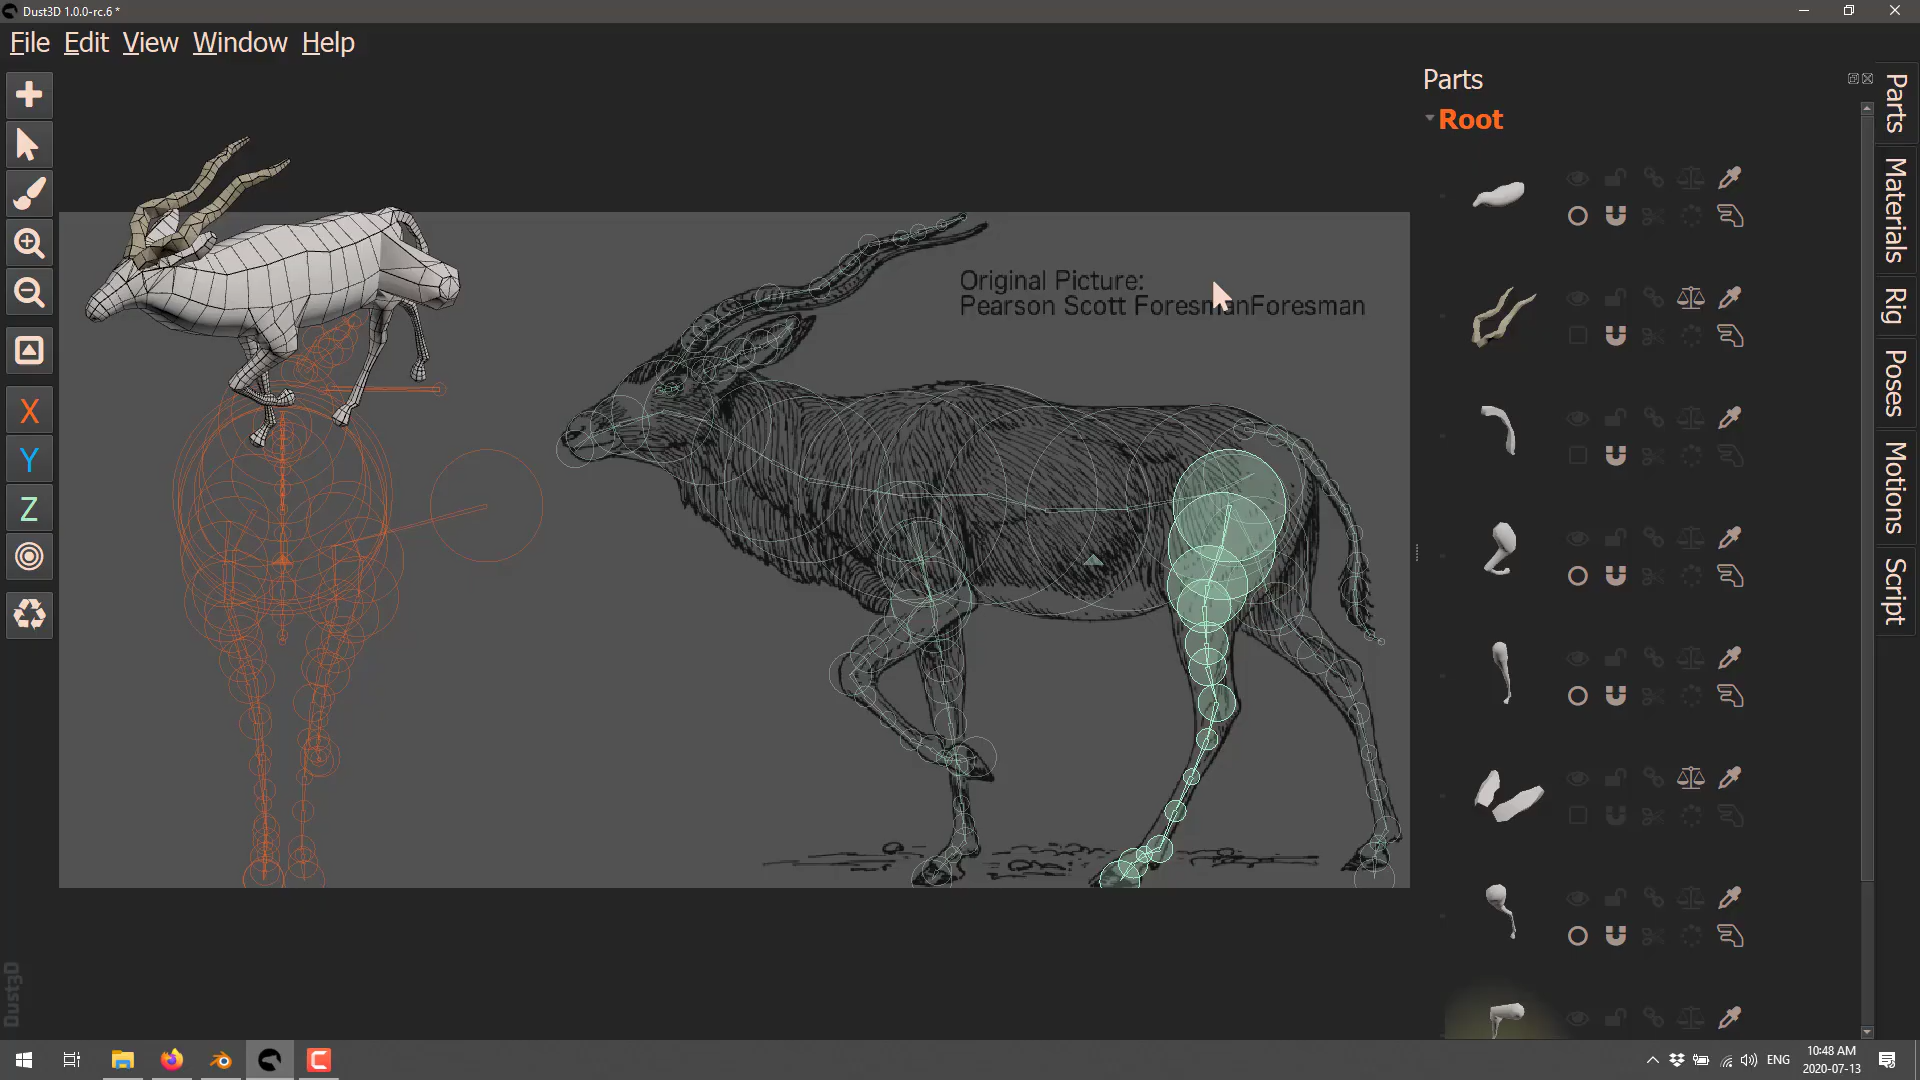 Dust3D 1.0.0-rc.6 *
File Edit View Window Help
Parts
Root
Original Picture:
Pearson Scott ForesmanForesman
X
Y
Z
Parts
Materials
Rig
Poses
Motions
Script
Dust3D
ENG
10:48 AM
2020-07-13